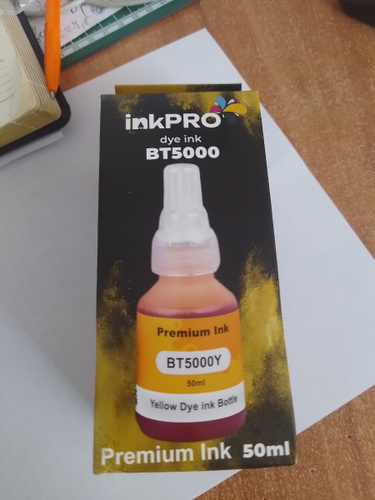 inkPRO
dye ink
BT5000
Premium Ink
BT5000Y
50ml
Yellow Dye ink Bottle
Premium Ink 50ml